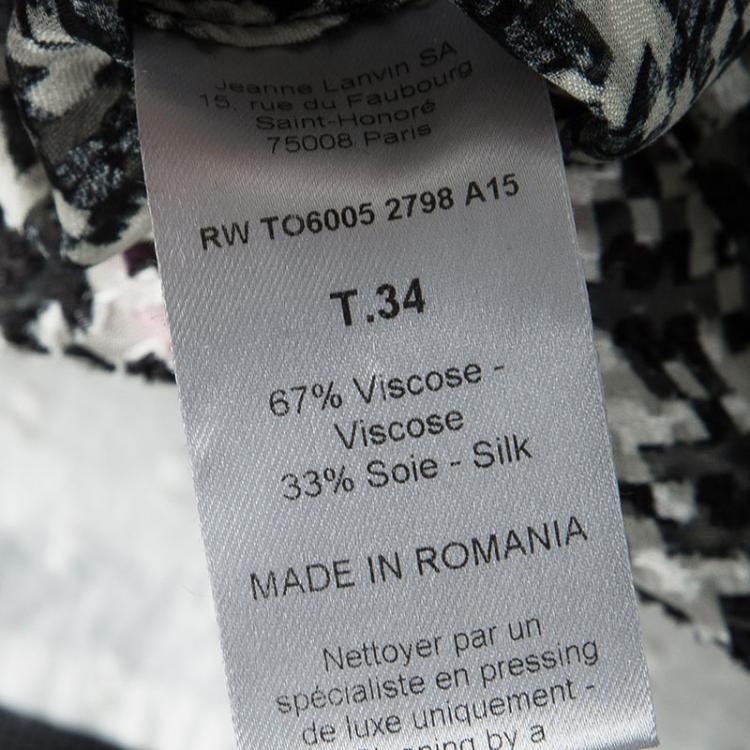 Jeanne Lanvin SA
15, rue du Faubourg
Saint-Honoré
75008 Paris
RW TO6005 2798 A15
T.34
67% Viscose -
Viscose
33% Soie - Silk
MADE IN ROMANIA
Nettoyer par un
spécialiste en pressing
de luxe uniquement -
by a